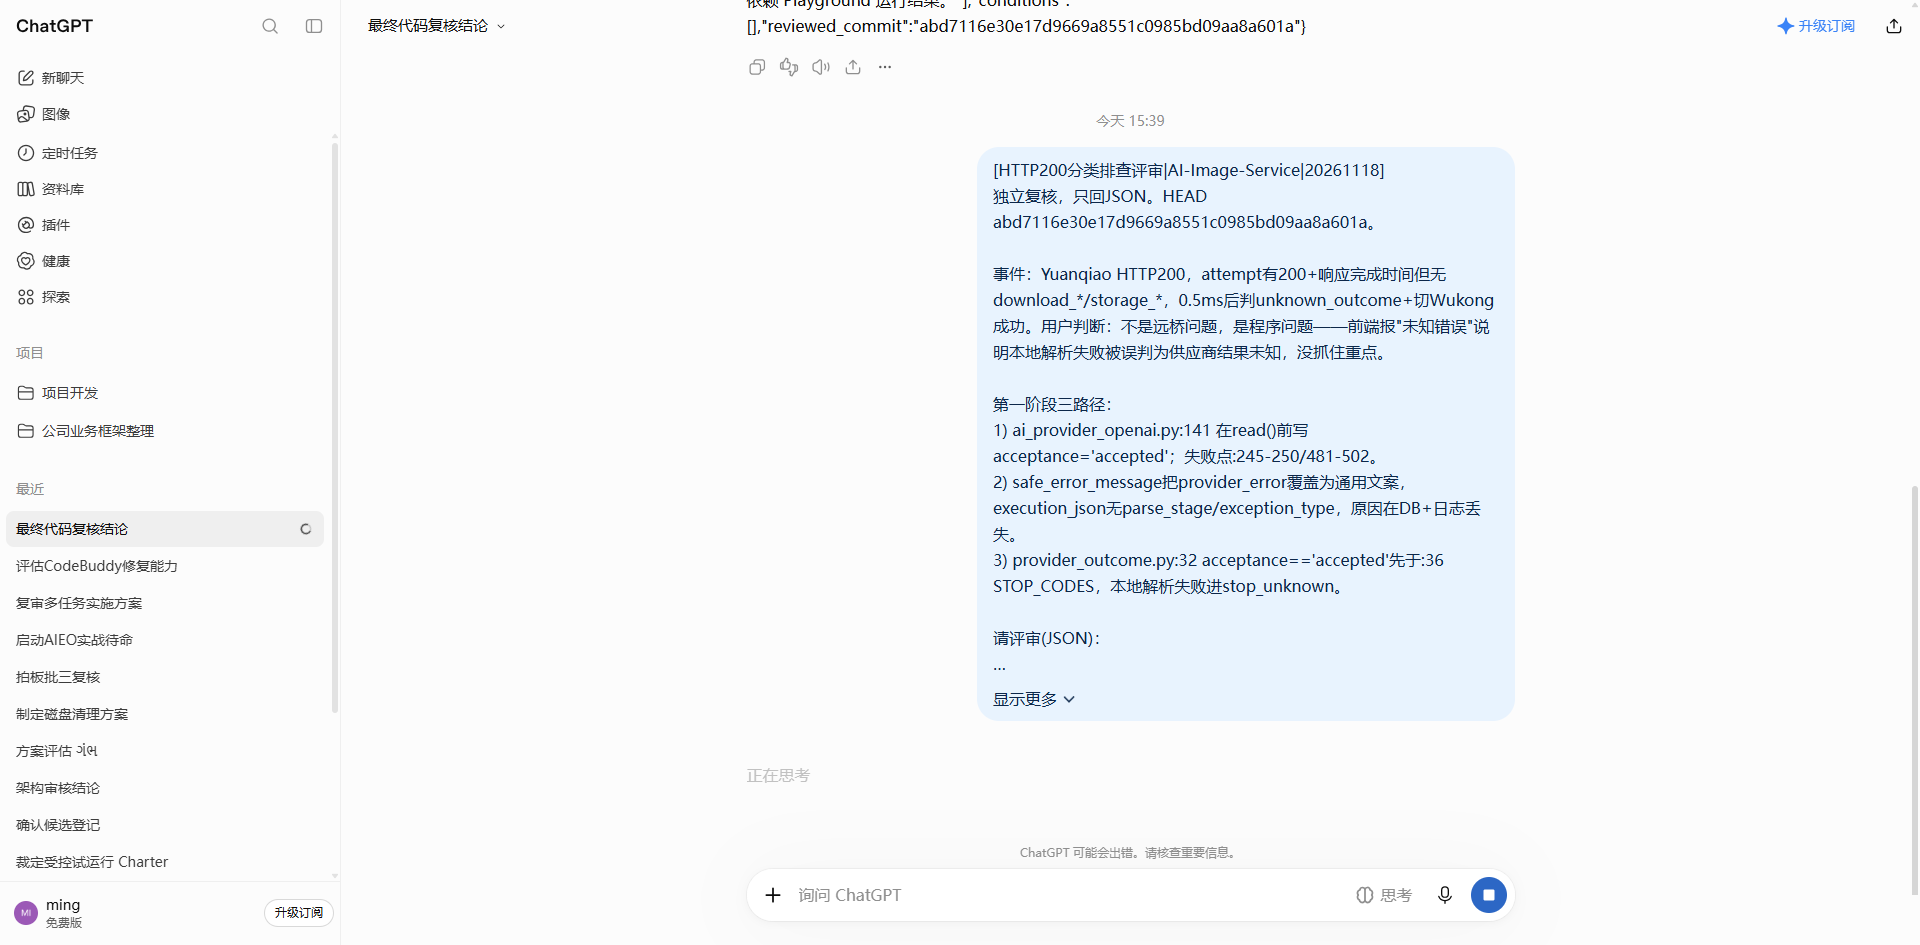 ChatGPT
新聊天
图像
定时任务
资料库
插件
健康
探索
项目
项目开发
公司业务框架整理
最近
最终代码复核结论
评估CodeBuddy修复能力
复审多任务实施方案
启动AIEO实战待命
拍板批三复核
制定磁盘清理方案
方案评估
架构审核结论
确认候选登记
裁定受控试运行 Charter
MI
ming
免费版
升级订阅
最终代码复核结论
升级订阅
依赖 Playground 运行结果。"],"conditions":
[],"reviewed_commit":"abd7116e30e17d9669a8551c0985bd09aa8a601a"}
今天 15:39
[HTTP200分类排查评审|AI-Image-Service|20261118]
独立复核，只回JSON。HEAD
abd7116e30e17d9669a8551c0985bd09aa8a601a。
事件：Yuanqiao HTTP200，attempt有200+响应完成时间但无
download_*/storage_*，0.5ms后判unknown_outcome+切Wukong
成功。用户判断：不是远桥问题，是程序问题——前端报"未知错误"说
明本地解析失败被误判为供应商结果未知，没抓住重点。
第一阶段三路径：
1) ai_provider_openai.py:141 在read()前写
acceptance='accepted'；失败点:245-250/481-502。
2) safe_error_message把provider_error覆盖为通用文案，
execution_json无parse_stage/exception_type，原因在DB+日志丢
失。
3) provider_outcome.py:32 acceptance=='accepted'先于:36
STOP_CODES，本地解析失败进stop_unknown。
请评审(JSON)：
...
显示更多
正在思考
ChatGPT 可能会出错。请核查重要信息。
询问 ChatGPT
思考